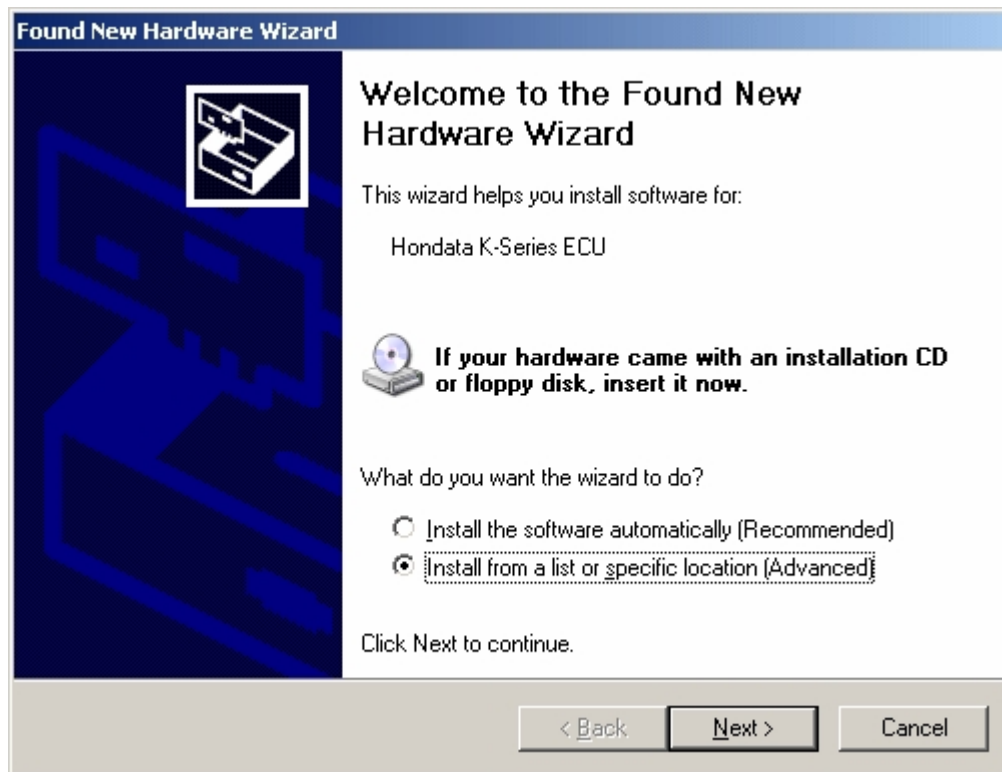 Found New Hardware Wizard
Welcome to the Found New
Hardware Wizard
This wizard helps you install software for:
Hondata K-Series ECU
If your hardware came with an installation CD
or floppy disk, insert it now.
What do you want the wizard to do?
Install the software automatically (Recommended)
Install from a list or specific location (Advanced)
Click Next to continue.
< Back Next > Cancel